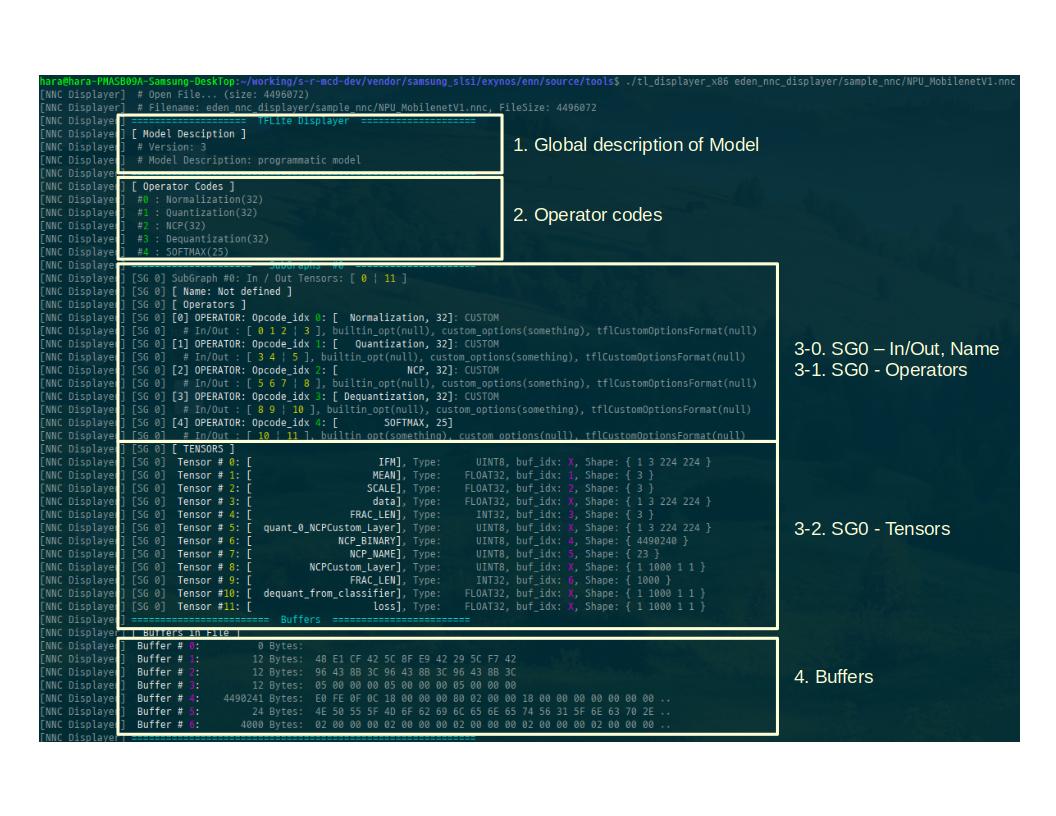 hara@hara-PMASB09A-Samsung-DeskTop:~/working/s-r-mcd-dev/vendor/samsung_slsi/exynos/enn/source/tools$ ./tl_displayer_x86 eden_nnc_displayer/sample_nnc/NPU_MobilenetV1.nnc
[NNC Displayer] # Open File... (size: 4496072)
[NNC Displayer] # Filename: eden_nnc_displayer/sample_nnc/NPU_MobilenetV1.nnc, FileSize: 4496072
[NNC Displayer] ==================== TFLite Displayer ====================
[NNC Displayer] [ Model Desciption ]
[NNC Displayer] # Version: 3
[NNC Displayer] # Model Description: programmatic model
[NNC Displayer]
1. Global description of Model
[NNC Displayer] [ Operator Codes ]
[NNC Displayer] #0 : Normalization(32)
[NNC Displayer] #1 : Quantization(32)
[NNC Displayer] #2 : NCP(32)
[NNC Displayer] #3 : Dequantization(32)
[NNC Displayer] #4 : SOFTMAX(25)
2. Operator codes
[NNC Displayer] ===================== SubGraphs #0 =====================
[NNC Displayer] [SG 0] SubGraph #0: In / Out Tensors: [ 0 ¦ 11 ]
[NNC Displayer] [SG 0] [ Name: Not defined ]
[NNC Displayer] [SG 0] [ Operators ]
[NNC Displayer] [SG 0] [0] OPERATOR: Opcode_idx 0: [ Normalization, 32]: CUSTOM
[NNC Displayer] [SG 0] # In/Out : [ 0 1 2 ¦ 3 ], builtin_opt(null), custom_options(something), tflCustomOptionsFormat(null)
[NNC Displayer] [SG 0] [1] OPERATOR: Opcode_idx 1: [ Quantization, 32]: CUSTOM
[NNC Displayer] [SG 0] # In/Out : [ 3 4 ¦ 5 ], builtin_opt(null), custom_options(something), tflCustomOptionsFormat(null)
[NNC Displayer] [SG 0] [2] OPERATOR: Opcode_idx 2: [ NCP, 32]: CUSTOM
[NNC Displayer] [SG 0] # In/Out : [ 5 6 7 ¦ 8 ], builtin_opt(null), custom_options(something), tflCustomOptionsFormat(null)
[NNC Displayer] [SG 0] [3] OPERATOR: Opcode_idx 3: [ Dequantization, 32]: CUSTOM
[NNC Displayer] [SG 0] # In/Out : [ 8 9 ¦ 10 ], builtin_opt(null), custom_options(something), tflCustomOptionsFormat(null)
[NNC Displayer] [SG 0] [4] OPERATOR: Opcode_idx 4: [ SOFTMAX, 25]
[NNC Displayer] [SG 0] # In/Out : [ 10 ¦ 11 ], builtin_opt(something), custom_options(null), tflCustomOptionsFormat(null)
3-0. SG0 – In/Out, Name
3-1. SG0 - Operators
[NNC Displayer] [SG 0] [ TENSORS ]
[NNC Displayer] [SG 0] Tensor # 0: [ IFM], Type: UINT8, buf_idx: X, Shape: { 1 3 224 224 }
[NNC Displayer] [SG 0] Tensor # 1: [ MEAN], Type: FLOAT32, buf_idx: 1, Shape: { 3 }
[NNC Displayer] [SG 0] Tensor # 2: [ SCALE], Type: FLOAT32, buf_idx: 2, Shape: { 3 }
[NNC Displayer] [SG 0] Tensor # 3: [ data], Type: FLOAT32, buf_idx: X, Shape: { 1 3 224 224 }
[NNC Displayer] [SG 0] Tensor # 4: [ FRAC_LEN], Type: INT32, buf_idx: 3, Shape: { 3 }
[NNC Displayer] [SG 0] Tensor # 5: [ quant_0_NCPCustom_Layer], Type: UINT8, buf_idx: X, Shape: { 1 3 224 224 }
[NNC Displayer] [SG 0] Tensor # 6: [ NCP_BINARY], Type: UINT8, buf_idx: 4, Shape: { 4490240 }
[NNC Displayer] [SG 0] Tensor # 7: [ NCP_NAME], Type: UINT8, buf_idx: 5, Shape: { 23 }
[NNC Displayer] [SG 0] Tensor # 8: [ NCPCustom_Layer], Type: UINT8, buf_idx: X, Shape: { 1 1000 1 1 }
[NNC Displayer] [SG 0] Tensor # 9: [ FRAC_LEN], Type: INT32, buf_idx: 6, Shape: { 1000 }
[NNC Displayer] [SG 0] Tensor #10: [ dequant_from_classifier], Type: FLOAT32, buf_idx: X, Shape: { 1 1000 1 1 }
[NNC Displayer] [SG 0] Tensor #11: [ loss], Type: FLOAT32, buf_idx: X, Shape: { 1 1000 1 1 }
3-2. SG0 - Tensors
[NNC Displayer] ======================== Buffers ========================
[NNC Displayer] [ Buffers in File ]
[NNC Displayer] Buffer # 0: 0 Bytes:
[NNC Displayer] Buffer # 1: 12 Bytes: 48 E1 CF 42 5C 8F E9 42 29 5C F7 42
[NNC Displayer] Buffer # 2: 12 Bytes: 96 43 8B 3C 96 43 8B 3C 96 43 8B 3C
[NNC Displayer] Buffer # 3: 12 Bytes: 05 00 00 00 05 00 00 00 05 00 00 00
[NNC Displayer] Buffer # 4: 4490241 Bytes: E0 FE 0F 0C 18 00 00 00 80 02 00 00 18 00 00 00 00 00 00 00 ..
[NNC Displayer] Buffer # 5: 24 Bytes: 4E 50 55 5F 4D 6F 62 69 6C 65 6E 65 74 56 31 5F 6E 63 70 2E ..
[NNC Displayer] Buffer # 6: 4000 Bytes: 02 00 00 00 02 00 00 00 02 00 00 00 02 00 00 00 02 00 00 00 ..
[NNC Displayer] ============================================================
4. Buffers